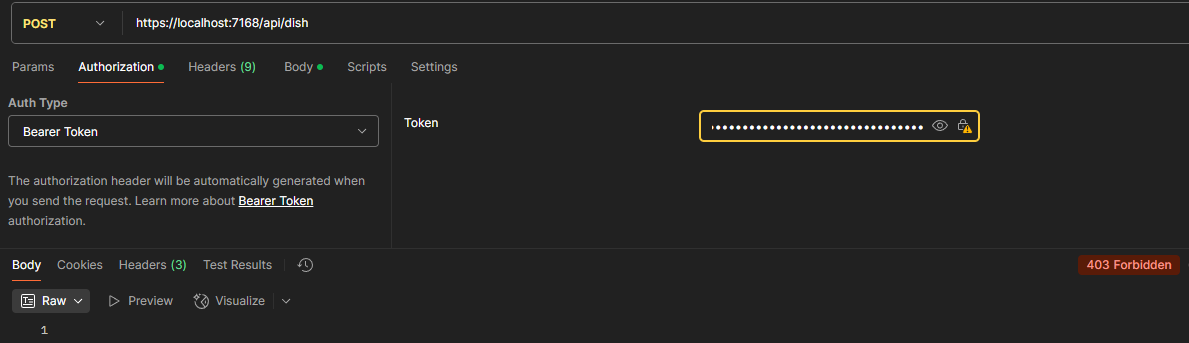 POST https://localhost:7168/api/dish
Params Authorization Headers (9) Body Scripts Settings
Auth Type
Bearer Token
Token
The authorization header will be automatically generated when
you send the request. Learn more about Bearer Token
authorization.
Body Cookies Headers (3) Test Results 403 Forbidden
Raw Preview Visualize
1